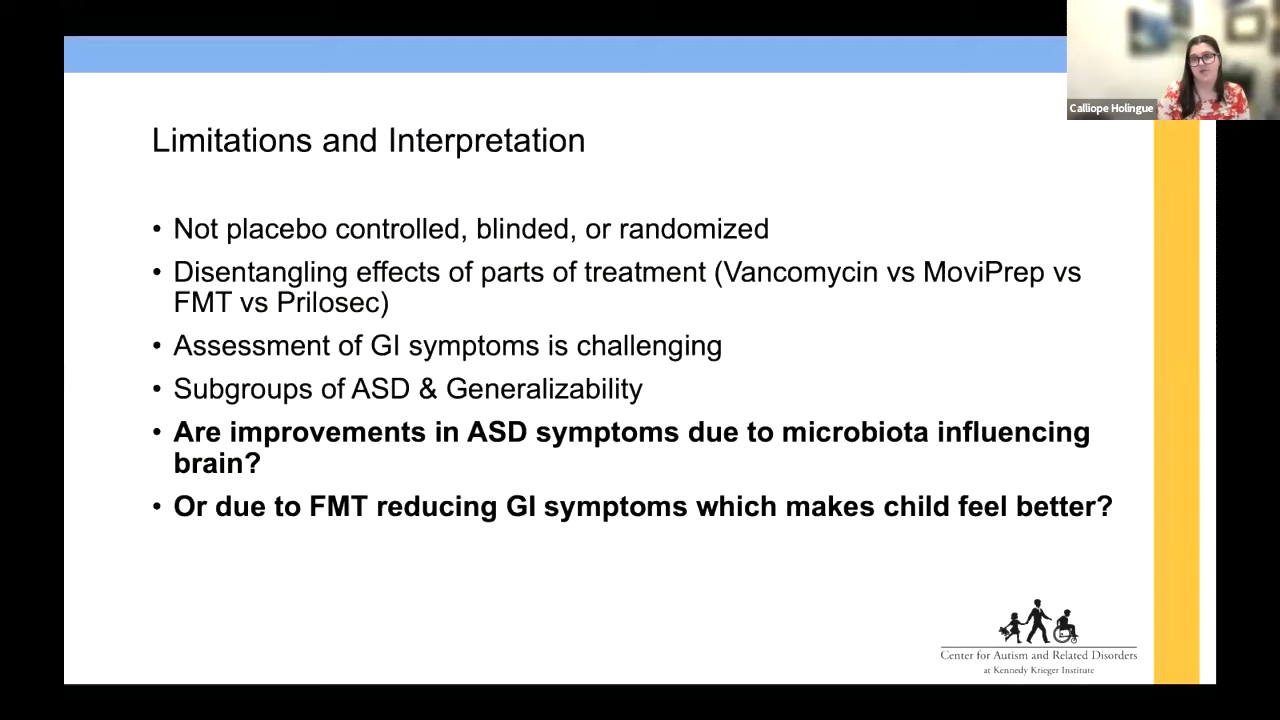 Calliope Holingue
Limitations and Interpretation
• Not placebo controlled, blinded, or randomized
• Disentangling effects of parts of treatment (Vancomycin vs MoviPrep vs
FMT vs Prilosec)
• Assessment of GI symptoms is challenging
• Subgroups of ASD & Generalizability
• Are improvements in ASD symptoms due to microbiota influencing
brain?
• Or due to FMT reducing GI symptoms which makes child feel better?
Center for Autism and Related Disorders
at Kennedy Krieger Institute